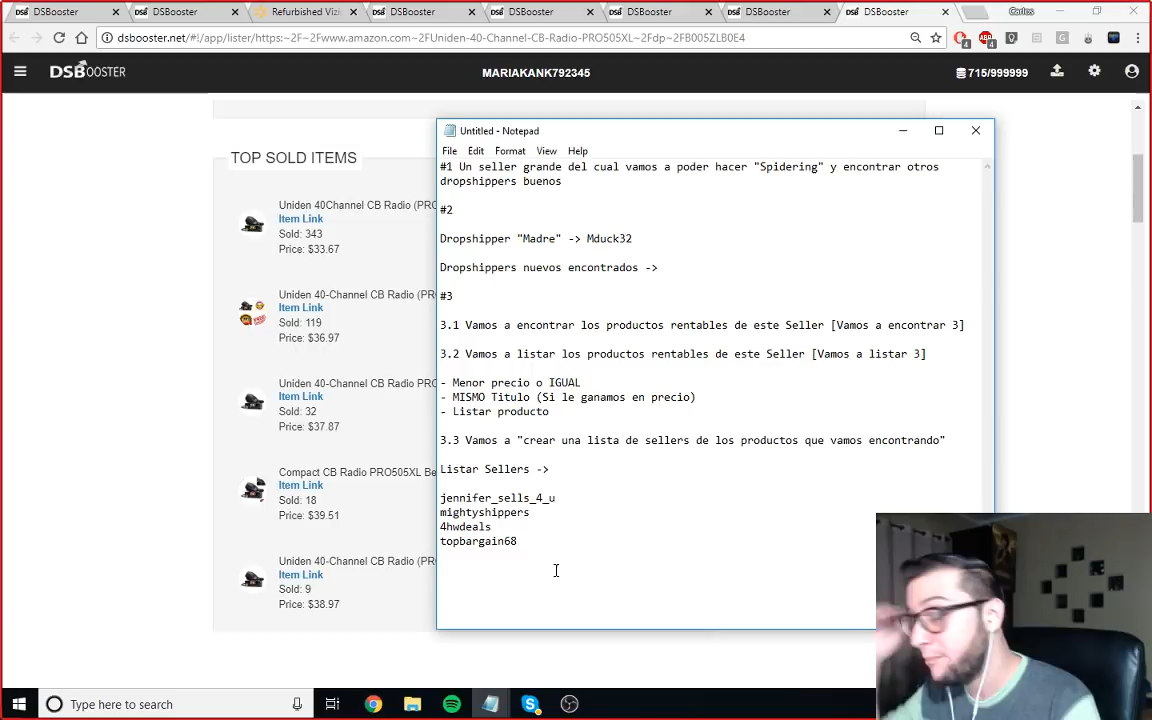 DSBooster
DSBooster
Refurbished Vizi
DSBooster
DSBooster
DSBooster
DSBooster
DSBooster
Carlos
dsbooster.net/#!/app/lister/https:~2F~2Fwww.amazon.com~2FUniden-40-Channel-CB-Radio-PRO505XL~2Fdp~2FB005ZLB0E4
4
4
DSBOOSTER
MARIAKANK792345
715/999999
TOP SOLD ITEMS
Uniden 40Channel CB Radio (PRO
Item Link
Sold: 343
Price: $33.67
Uniden 40-Channel CB Radio (PR
Item Link
Sold: 119
Price: $36.97
Uniden 40-Channel CB Radio (PR
Item Link
Sold: 32
Price: $37.87
Compact CB Radio PRO505XL Be
Item Link
Sold: 18
Price: $39.51
Uniden 40-Channel CB Radio (PR
Item Link
Sold: 9
Price: $38.97
Untitled - Notepad
File Edit Format View Help
#1 Un seller grande del cual vamos a poder hacer "Spidering" y encontrar otros
dropshippers buenos
#2
Dropshipper "Madre" -> Mduck32
Dropshippers nuevos encontrados ->
#3
3.1 Vamos a encontrar los productos rentables de este Seller [Vamos a encontrar 3]
3.2 Vamos a listar los productos rentables de este Seller [Vamos a listar 3]
- Menor precio o IGUAL
- MISMO Titulo (Si le ganamos en precio)
- Listar producto
3.3 Vamos a "crear una lista de sellers de los productos que vamos encontrando"
Listar Sellers ->
jennifer_sells_4_u
mightyshippers
4hwdeals
topbargain68
Type here to search